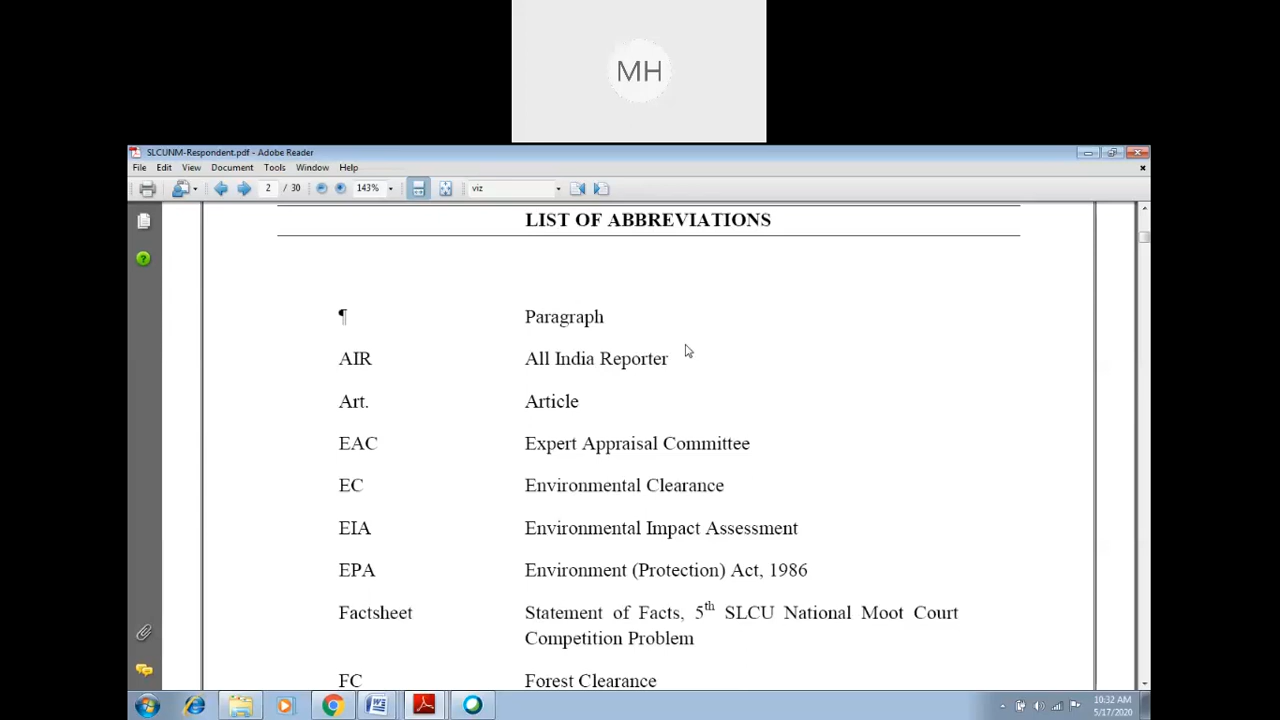 MH
SLCUNM-Respondent.pdf - Adobe Reader
File Edit View Document Tools Window Help
2 / 30 143% viz
LIST OF ABBREVIATIONS
¶ Paragraph
AIR All India Reporter
Art. Article
EAC Expert Appraisal Committee
EC Environmental Clearance
EIA Environmental Impact Assessment
EPA Environment (Protection) Act, 1986
Factsheet Statement of Facts, 5th SLCU National Moot Court
Competition Problem
FC Forest Clearance
10:32 AM
5/17/2020